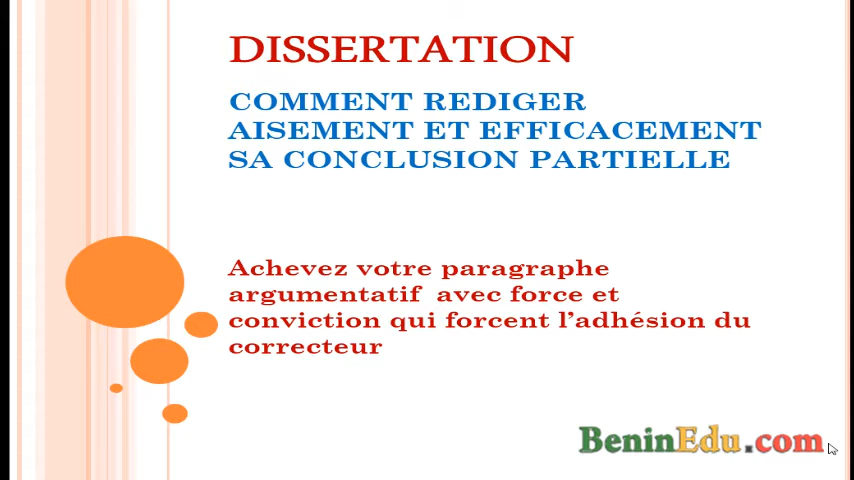 DISSERTATION
COMMENT REDIGER
AISEMENT ET EFFICACEMENT
SA CONCLUSION PARTIELLE
Achevez votre paragraphe
argumentatif avec force et
conviction qui forcent l’adhésion du
correcteur
BeninEdu.com